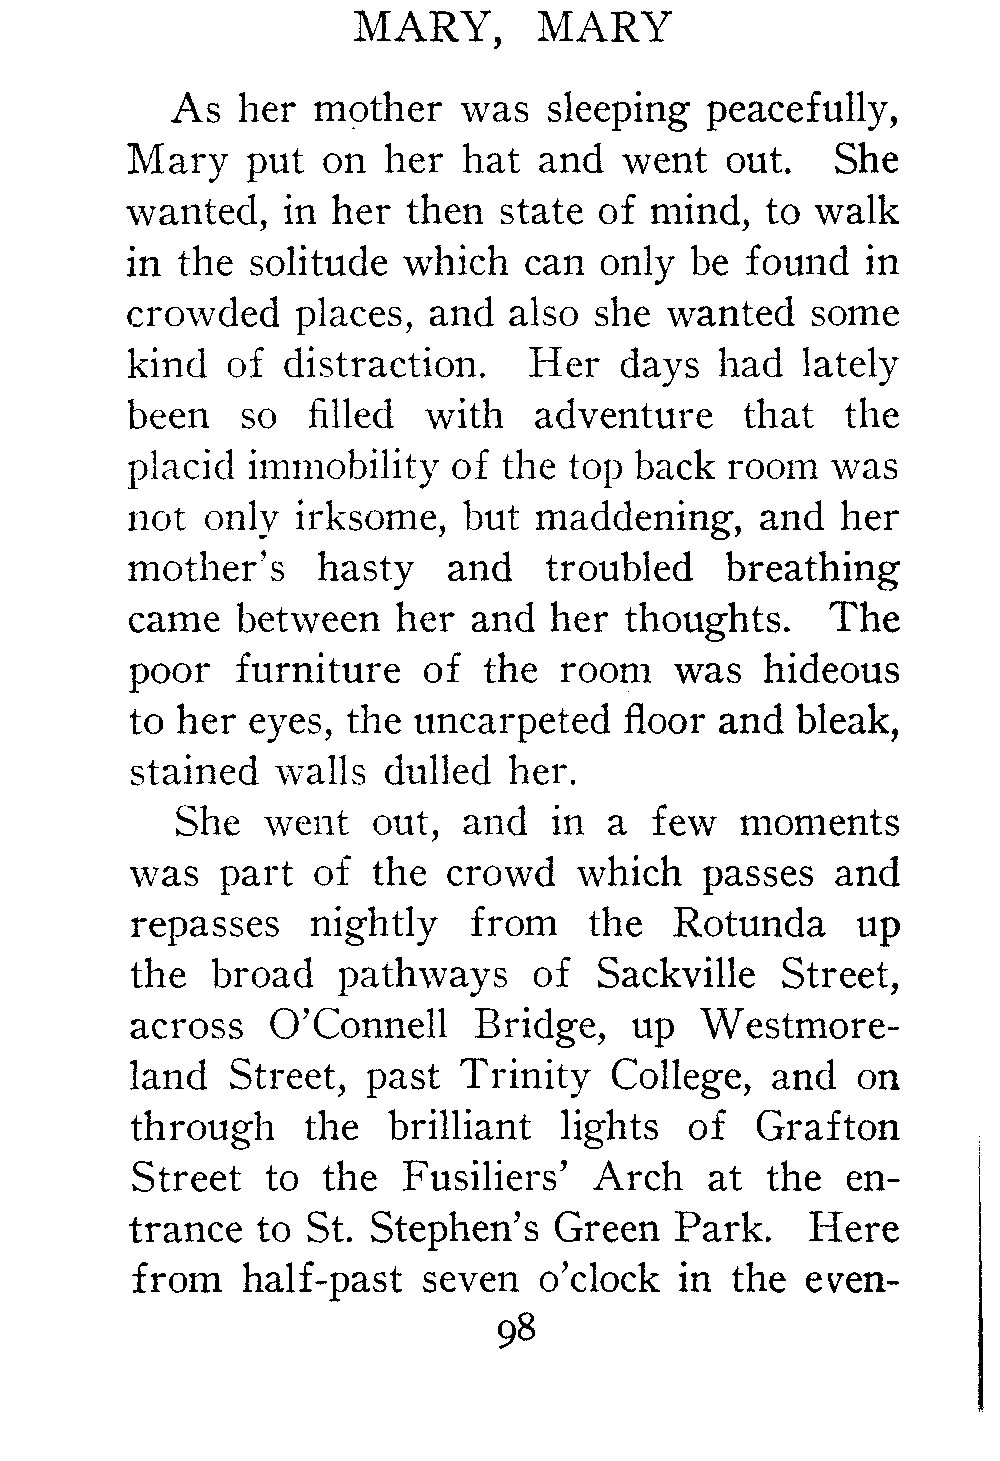 MARY, MARY
As her mother was sleeping peacefully,
Mary put on her hat and went out. She
wanted, in her then state of mind, to walk
in the solitude which can only be found in
crowded places, and also she wanted some
kind of distraction. Her days had lately
been so filled with adventure that the
placid immobility of the top back room was
not only irksome, but maddening, and her
mother's hasty and troubled breathing
came between her and her thoughts. The
poor furniture of the room was hideous
to her eyes, the uncarpeted floor and bleak,
stained walls dulled her.
She went out, and in a few moments
was part of the crowd which passes and
repasses nightly from the Rotunda up
the broad pathways of Sackville Street,
across O'Connell Bridge, up Westmore-
land Street, past Trinity College, and on
through the brilliant lights of Grafton
Street to the Fusiliers' Arch at the en-
trance to St. Stephen's Green Park. Here
from half-past seven o'clock in the even-
98